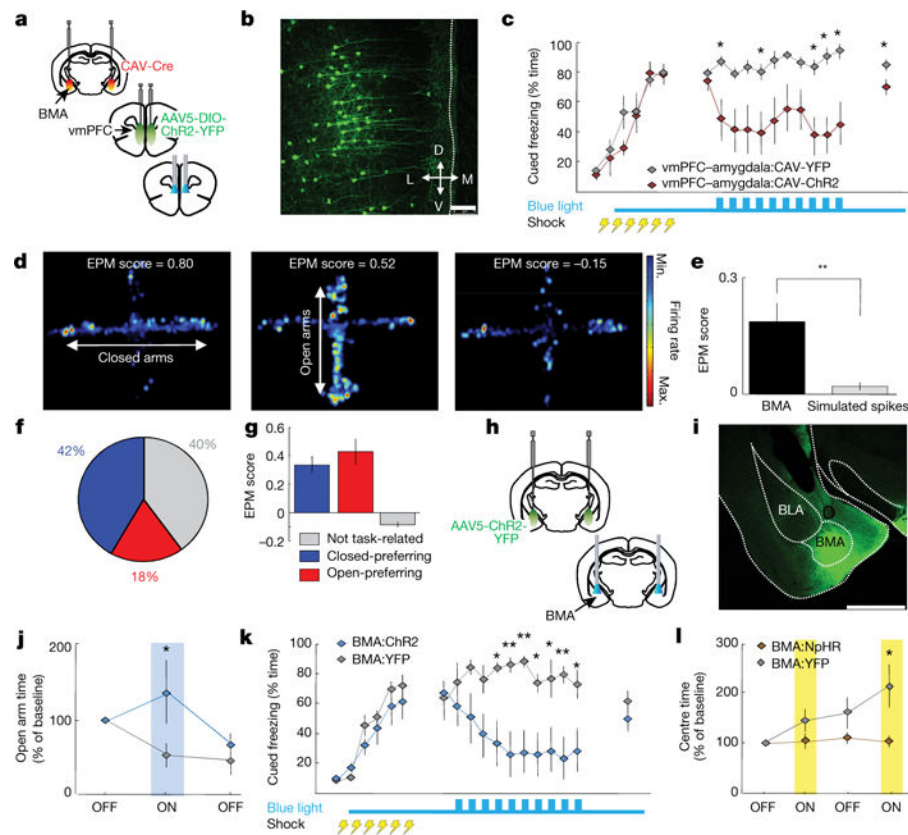 a
CAV-Cre
BMA
vmPFC
AAV5-DIO-
ChR2-YFP
b
D
L
M
V
c
Cued freezing (% time)
100
80
60
40
20
*
*
*
*
*
*
vmPFC–amygdala:CAV-YFP
vmPFC–amygdala:CAV-ChR2
Blue light
Shock
d
EPM score = 0.80
Closed arms
EPM score = 0.52
Open arms
EPM score = –0.15
Min.
Firing rate
Max.
e
EPM score
0.3
0
**
BMA
Simulated spikes
f
42%
40%
18%
g
EPM score
0.6
0.4
0.2
0
–0.2
Not task-related
Closed-preferring
Open-preferring
h
AAV5-ChR2-
YFP
BMA
i
BLA
BMA
j
Open arm time
(% of baseline)
200
100
0
*
OFF
ON
OFF
k
BMA:ChR2
BMA:YFP
Cued freezing (% time)
100
80
60
40
20
*
**
**
*
*
**
*
Blue light
Shock
l
BMA:NpHR
BMA:YFP
Centre time
(% of baseline)
300
200
100
0
*
OFF
ON
OFF
ON